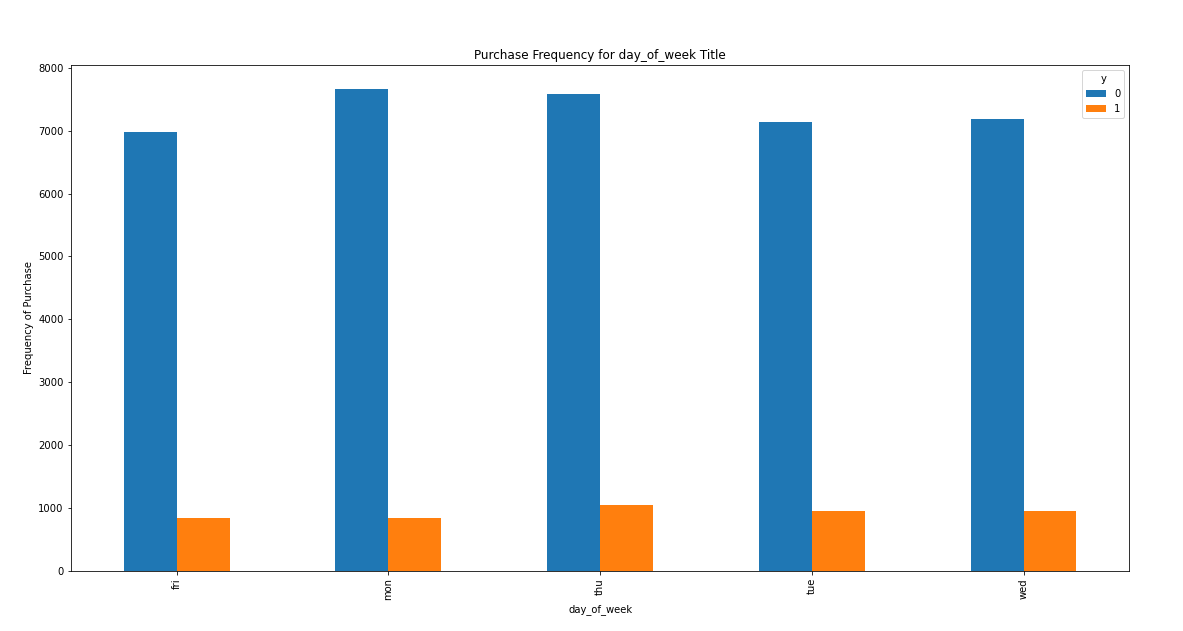 Purchase Frequency for day_of_week Title
y
0
1
8000
7000
6000
5000
4000
3000
2000
1000
0
Frequency of Purchase
fri
mon
thu
tue
wed
day_of_week